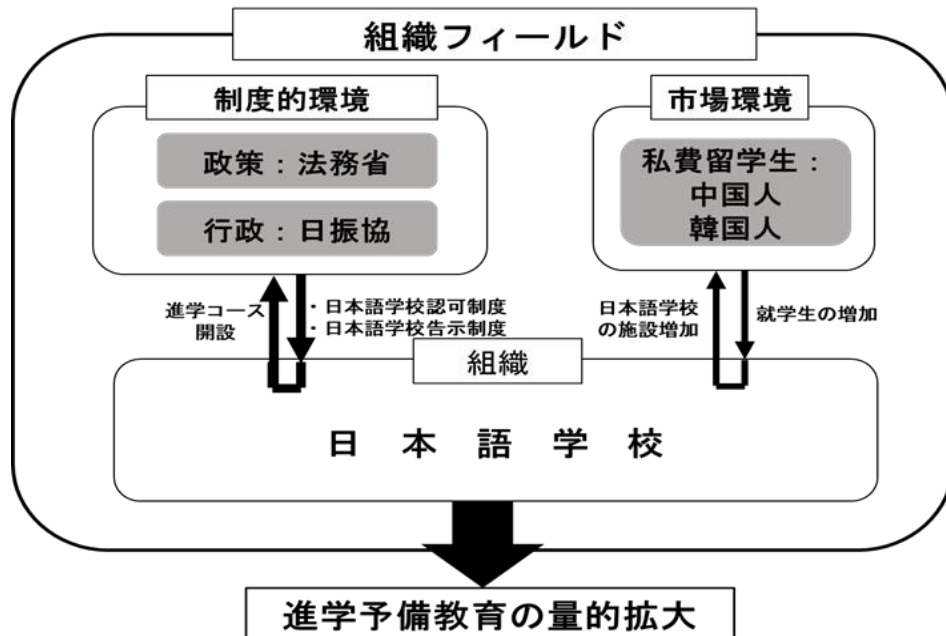 組織フィールド
制度的環境
市場環境
政策：法務省
行政：日振協
私費留学生：
中国人
韓国人
進学コース
開設
・日本語学校認可制度
・日本語学校告示制度
日本語学校
の施設増加
就学生の増加
組織
日本語学校
進学予備教育の量的拡大